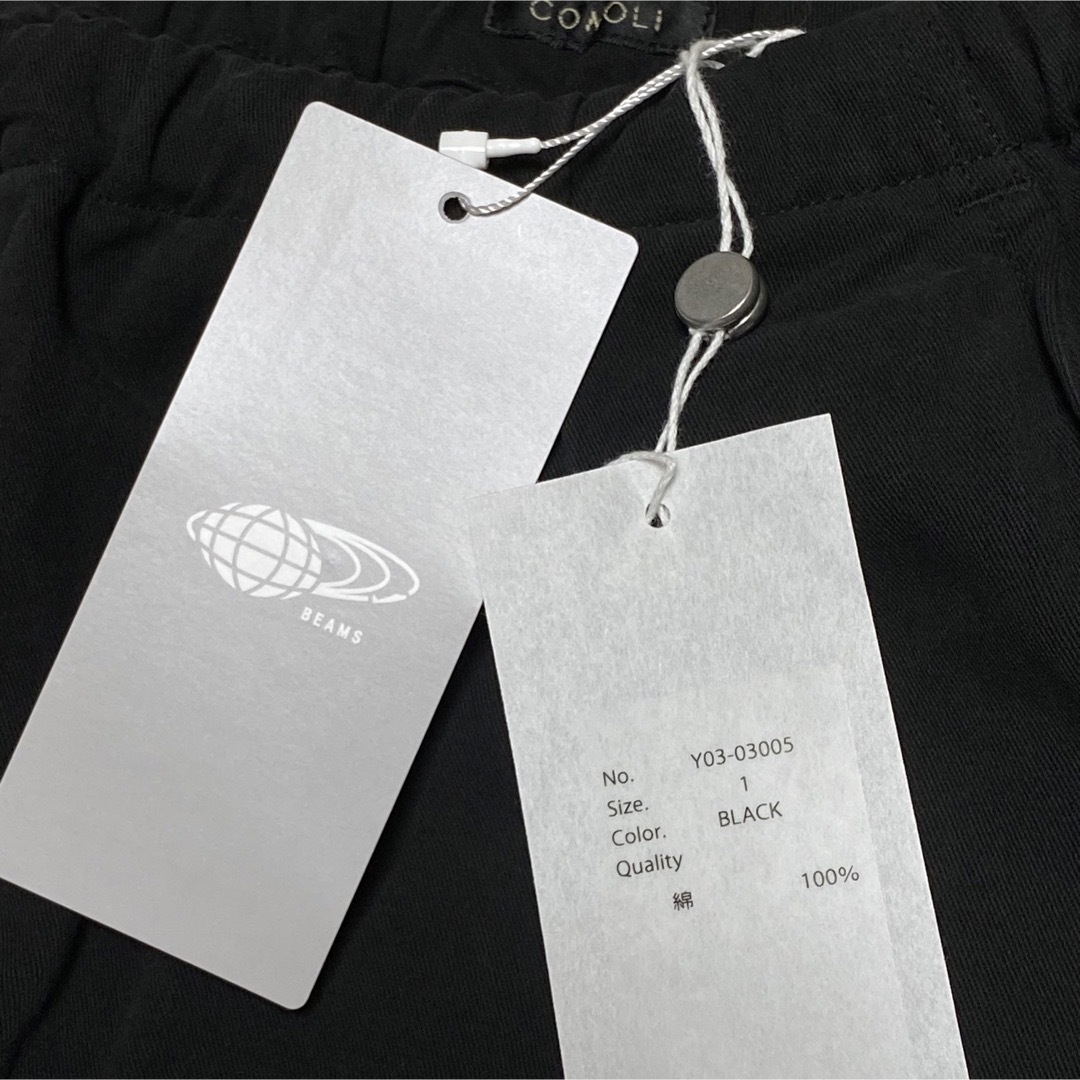 COMOLI
BEAMS
No. Y03-03005
Size. 1
Color. BLACK
Quality
綿 100%